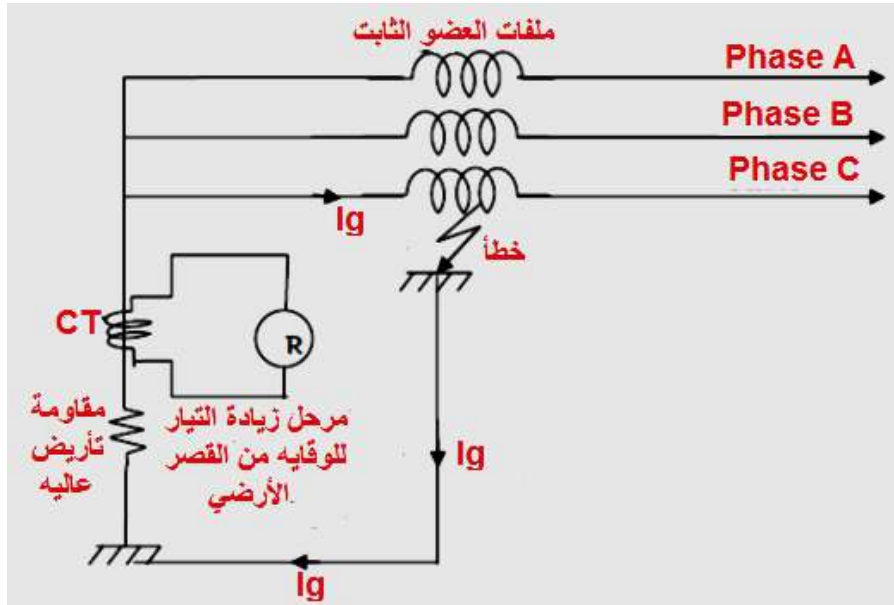 ملفات العضو الثابت
Phase A
Phase B
Phase C
Ig
خطأ
CT
R
مقاومة
تأريض
عاليه
مرحل زيادة التيار
للوقايه من القصر
الأرضي.
Ig
Ig